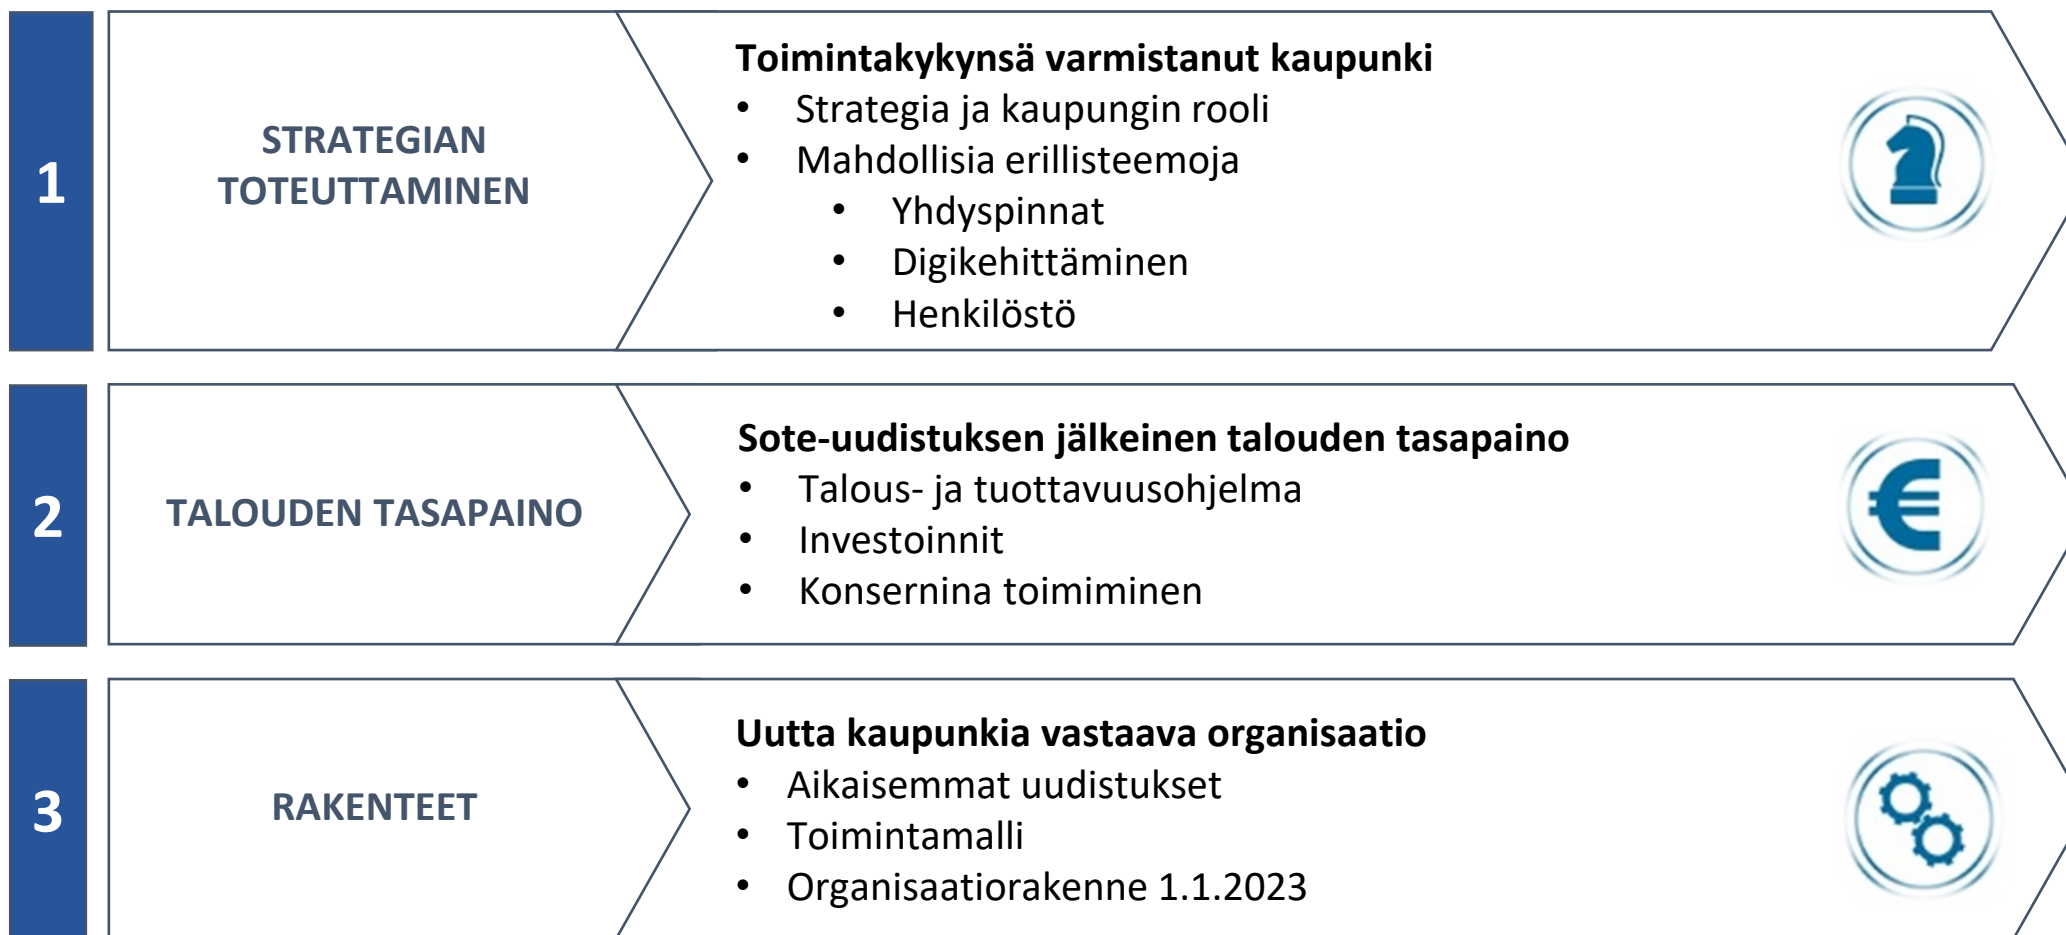 1
STRATEGIAN
TOTEUTTAMINEN
Toimintakykynsä varmistanut kaupunki
• Strategia ja kaupungin rooli
• Mahdollisia erillisteemoja
• Yhdyspinnat
• Digikehittäminen
• Henkilöstö
2
TALOUDEN TASAPAINO
Sote-uudistuksen jälkeinen talouden tasapaino
• Talous- ja tuottavuusohjelma
• Investoinnit
• Konsernina toimiminen
3
RAKENTEET
Uutta kaupunkia vastaava organisaatio
• Aikaisemmat uudistukset
• Toimintamalli
• Organisaatiorakenne 1.1.2023